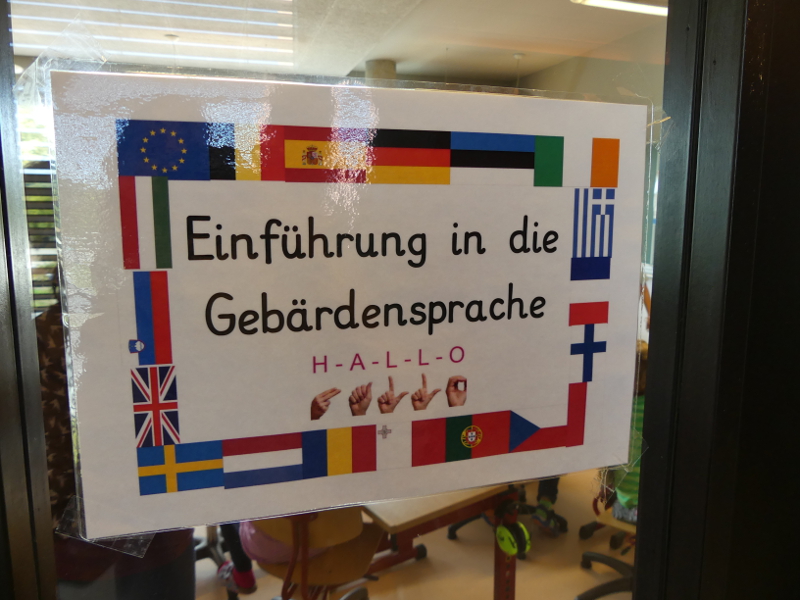 Einführung in die
Gebärdensprache
H-A-L-L-O